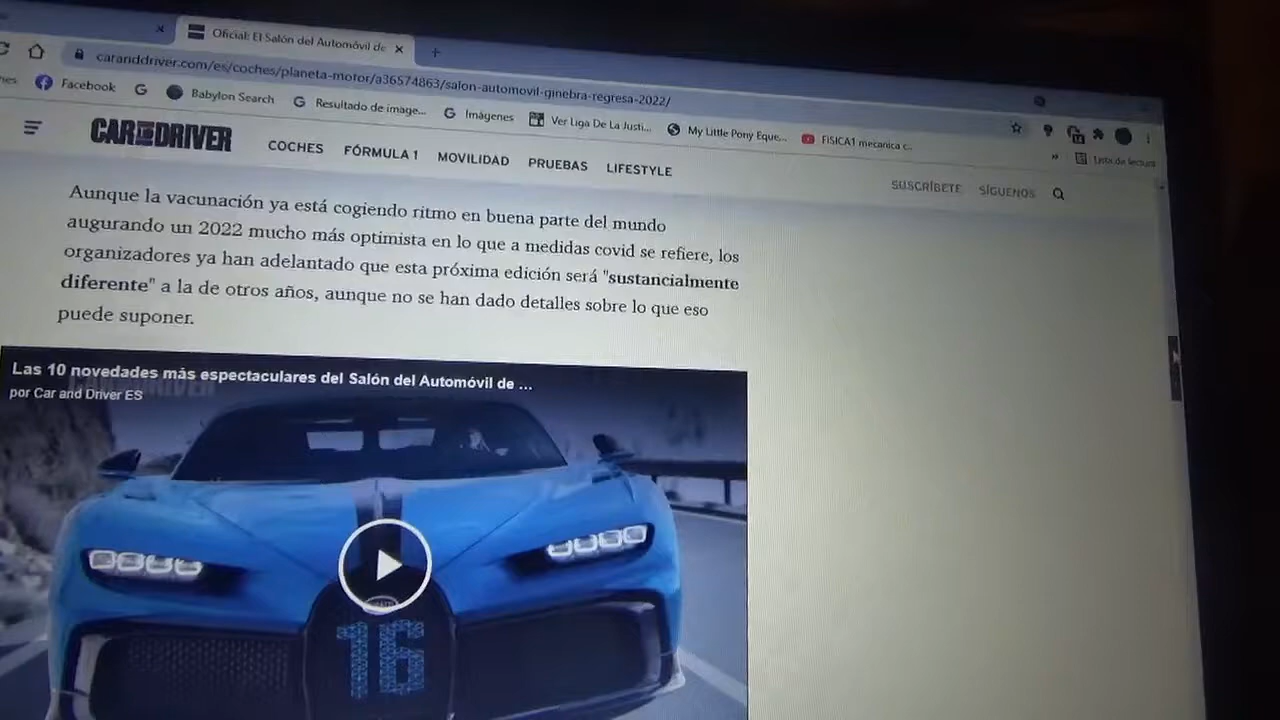 Oficial: El Salón del Automóvil de
caranddriver.com/es/coches/planeta-motor/a36574863/salon-automovil-ginebra-regresa-2022/
Facebook
Babylon Search
Resultado de image...
Imágenes
Ver Liga De La Justi...
My Little Pony Eque...
FISICA1 mecanica c..
»
Lista de lectura
CAR AND DRIVER
COCHES FÓRMULA 1 MOVILIDAD PRUEBAS LIFESTYLE
SUSCRÍBETE SÍGUENOS
Aunque la vacunación ya está cogiendo ritmo en buena parte del mundo
augurando un 2022 mucho más optimista en lo que a medidas covid se refiere, los
organizadores ya han adelantado que esta próxima edición será "sustancialmente
diferente" a la de otros años, aunque no se han dado detalles sobre lo que eso
puede suponer.
Las 10 novedades más espectaculares del Salón del Automóvil de ...
por Car and Driver ES
16